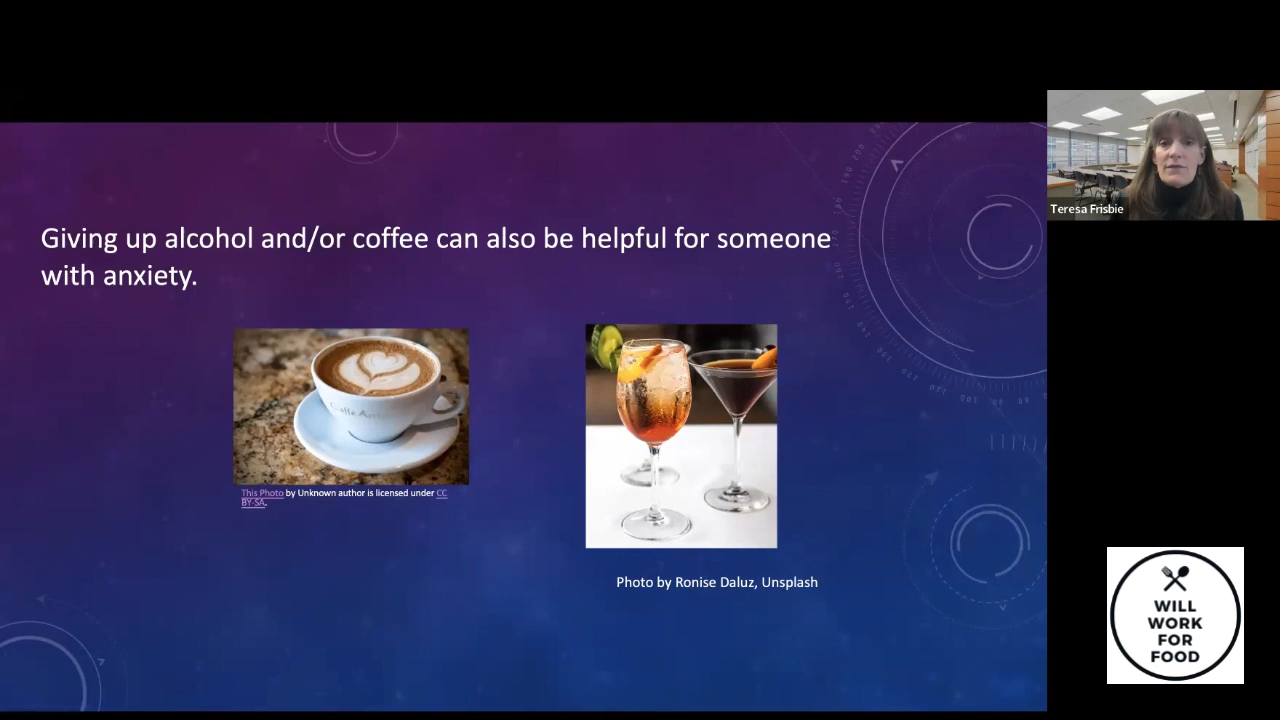 Giving up alcohol and/or coffee can also be helpful for someone
with anxiety.
This Photo by Unknown author is licensed under CC
BY-SA.
Photo by Ronise Daluz, Unsplash
Teresa Frisbie
WILL
WORK
FOR
FOOD